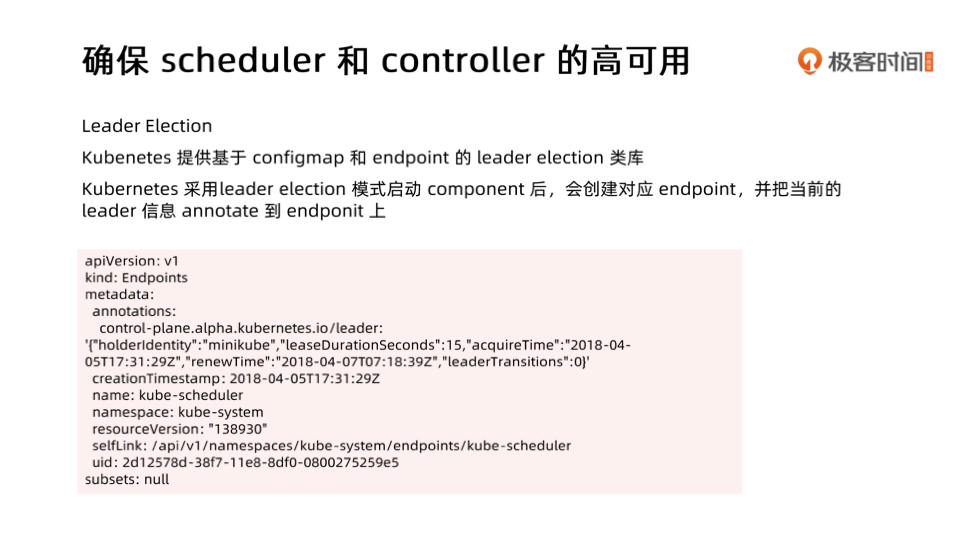 确保 scheduler 和 controller 的高可用
极客时间
Leader Election
Kubenetes 提供基于 configmap 和 endpoint 的 leader election 类库
Kubernetes 采用leader election 模式启动 component 后，会创建对应 endpoint，并把当前的
leader 信息 annotate 到 endponit 上
apiVersion: v1
kind: Endpoints
metadata:
  annotations:
    control-plane.alpha.kubernetes.io/leader:
'{"holderIdentity":"minikube","leaseDurationSeconds":15,"acquireTime":"2018-04-
05T17:31:29Z","renewTime":"2018-04-07T07:18:39Z","leaderTransitions":0}'
  creationTimestamp: 2018-04-05T17:31:29Z
  name: kube-scheduler
  namespace: kube-system
  resourceVersion: "138930"
  selfLink: /api/v1/namespaces/kube-system/endpoints/kube-scheduler
  uid: 2d12578d-38f7-11e8-8df0-0800275259e5
subsets: null